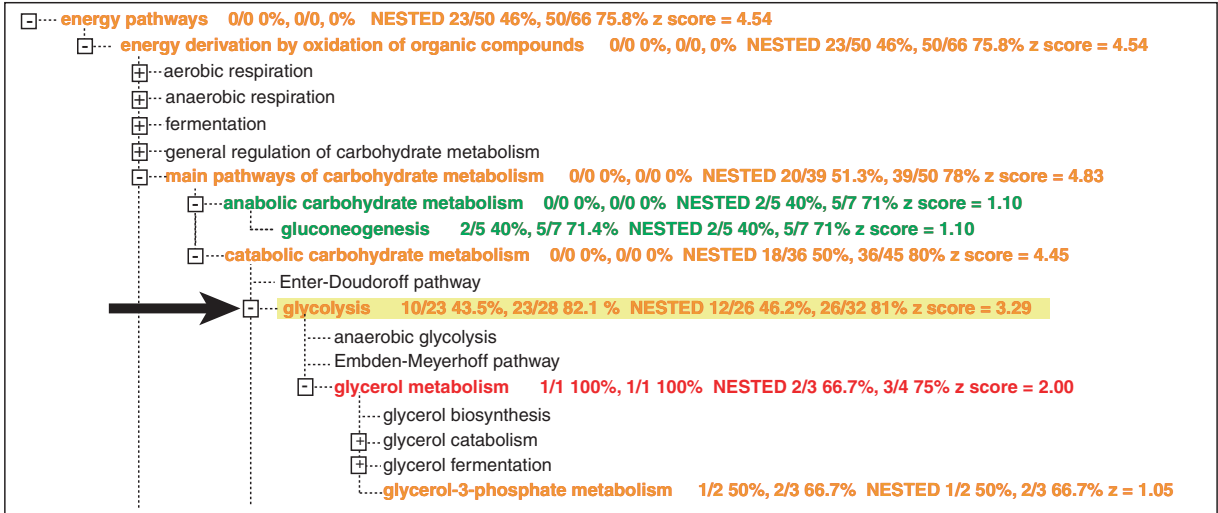 energy pathways 0/0 0%, 0/0, 0% NESTED 23/50 46%, 50/66 75.8% z score = 4.54
energy derivation by oxidation of organic compounds 0/0 0%, 0/0, 0% NESTED 23/50 46%, 50/66 75.8% z score = 4.54
aerobic respiration
anaerobic respiration
fermentation
general regulation of carbohydrate metabolism
main pathways of carbohydrate metabolism 0/0 0%, 0/0 0% NESTED 20/39 51.3%, 39/50 78% z score = 4.83
anabolic carbohydrate metabolism 0/0 0%, 0/0 0% NESTED 2/5 40%, 5/7 71% z score = 1.10
gluconeogenesis 2/5 40%, 5/7 71.4% NESTED 2/5 40%, 5/7 71% z score = 1.10
catabolic carbohydrate metabolism 0/0 0%, 0/0 0% NESTED 18/36 50%, 36/45 80% z score = 4.45
Enter-Doudoroff pathway
glycolysis 10/23 43.5%, 23/28 82.1 % NESTED 12/26 46.2%, 26/32 81% z score = 3.29
anaerobic glycolysis
Embden-Meyerhoff pathway
glycerol metabolism 1/1 100%, 1/1 100% NESTED 2/3 66.7%, 3/4 75% z score = 2.00
glycerol biosynthesis
glycerol catabolism
glycerol fermentation
glycerol-3-phosphate metabolism 1/2 50%, 2/3 66.7% NESTED 1/2 50%, 2/3 66.7% z = 1.05